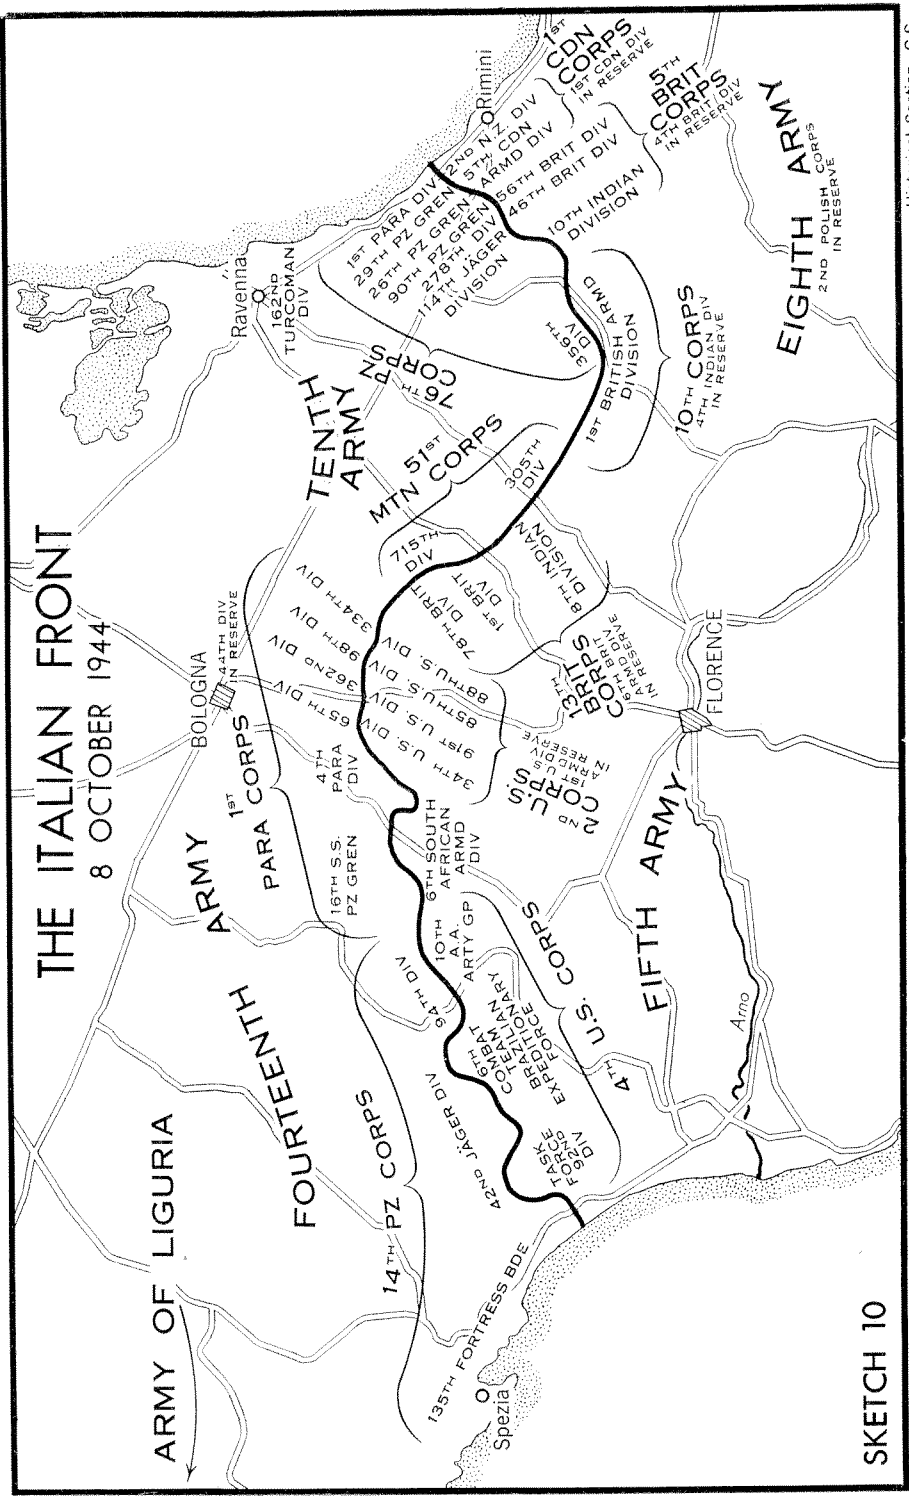 THE ITALIAN FRONT
8 OCTOBER 1944
ARMY OF LIGURIA
FOURTEENTH
ARMY
14TH PZ CORPS
135TH FORTRESS BDE
42ND JÄGER DIV
94TH DIV
1ST
PARA CORPS
16TH S.S.
PZ GREN
4TH
PARA
DIV
65TH DIV
362ND DIV
98TH DIV
334TH DIV
BOLOGNA
44TH DIV
IN RESERVE
TENTH
ARMY
51ST
MTN CORPS
715TH
DIV
305TH
DIV
76TH PZ
CORPS
356TH
DIV
114TH JÄGER
DIVISION
278TH DIV
90TH PZ GREN
26TH PZ GREN
29TH PZ GREN
1ST PARA DIV
Ravenna
162ND
TURCOMAN
DIV
Rimini
2ND N.Z. DIV
5TH CDN
ARMD DIV
1ST
CDN
CORPS
1ST CDN DIV
IN RESERVE
56TH BRIT DIV
46TH BRIT DIV
10TH INDIAN
DIVISION
5TH
BRIT
CORPS
4TH BRIT DIV
IN RESERVE
EIGHTH ARMY
2ND POLISH CORPS
IN RESERVE
1ST BRITISH ARMD
DIVISION
10TH CORPS
4TH INDIAN DIV
IN RESERVE
8TH INDIAN
DIVISION
1ST BRIT
DIV
78TH BRIT
DIV
13TH
BRIT
CORPS
6TH BRIT
ARMD DIV
IN RESERVE
88TH U.S. DIV
85TH U.S. DIV
91ST U.S. DIV
34TH U.S. DIV
2ND U.S.
CORPS
1ST U.S.
ARMD DIV
IN RESERVE
FLORENCE
FIFTH ARMY
6TH SOUTH
AFRICAN
ARMD
DIV
10TH
A.A.
ARTY GP
6TH
COMBAT
TEAM
BRAZILIAN
EXPEDITIONARY
FORCE
TASK
FORCE
92ND
DIV
4TH U.S. CORPS
Arno
Spezia
SKETCH 10